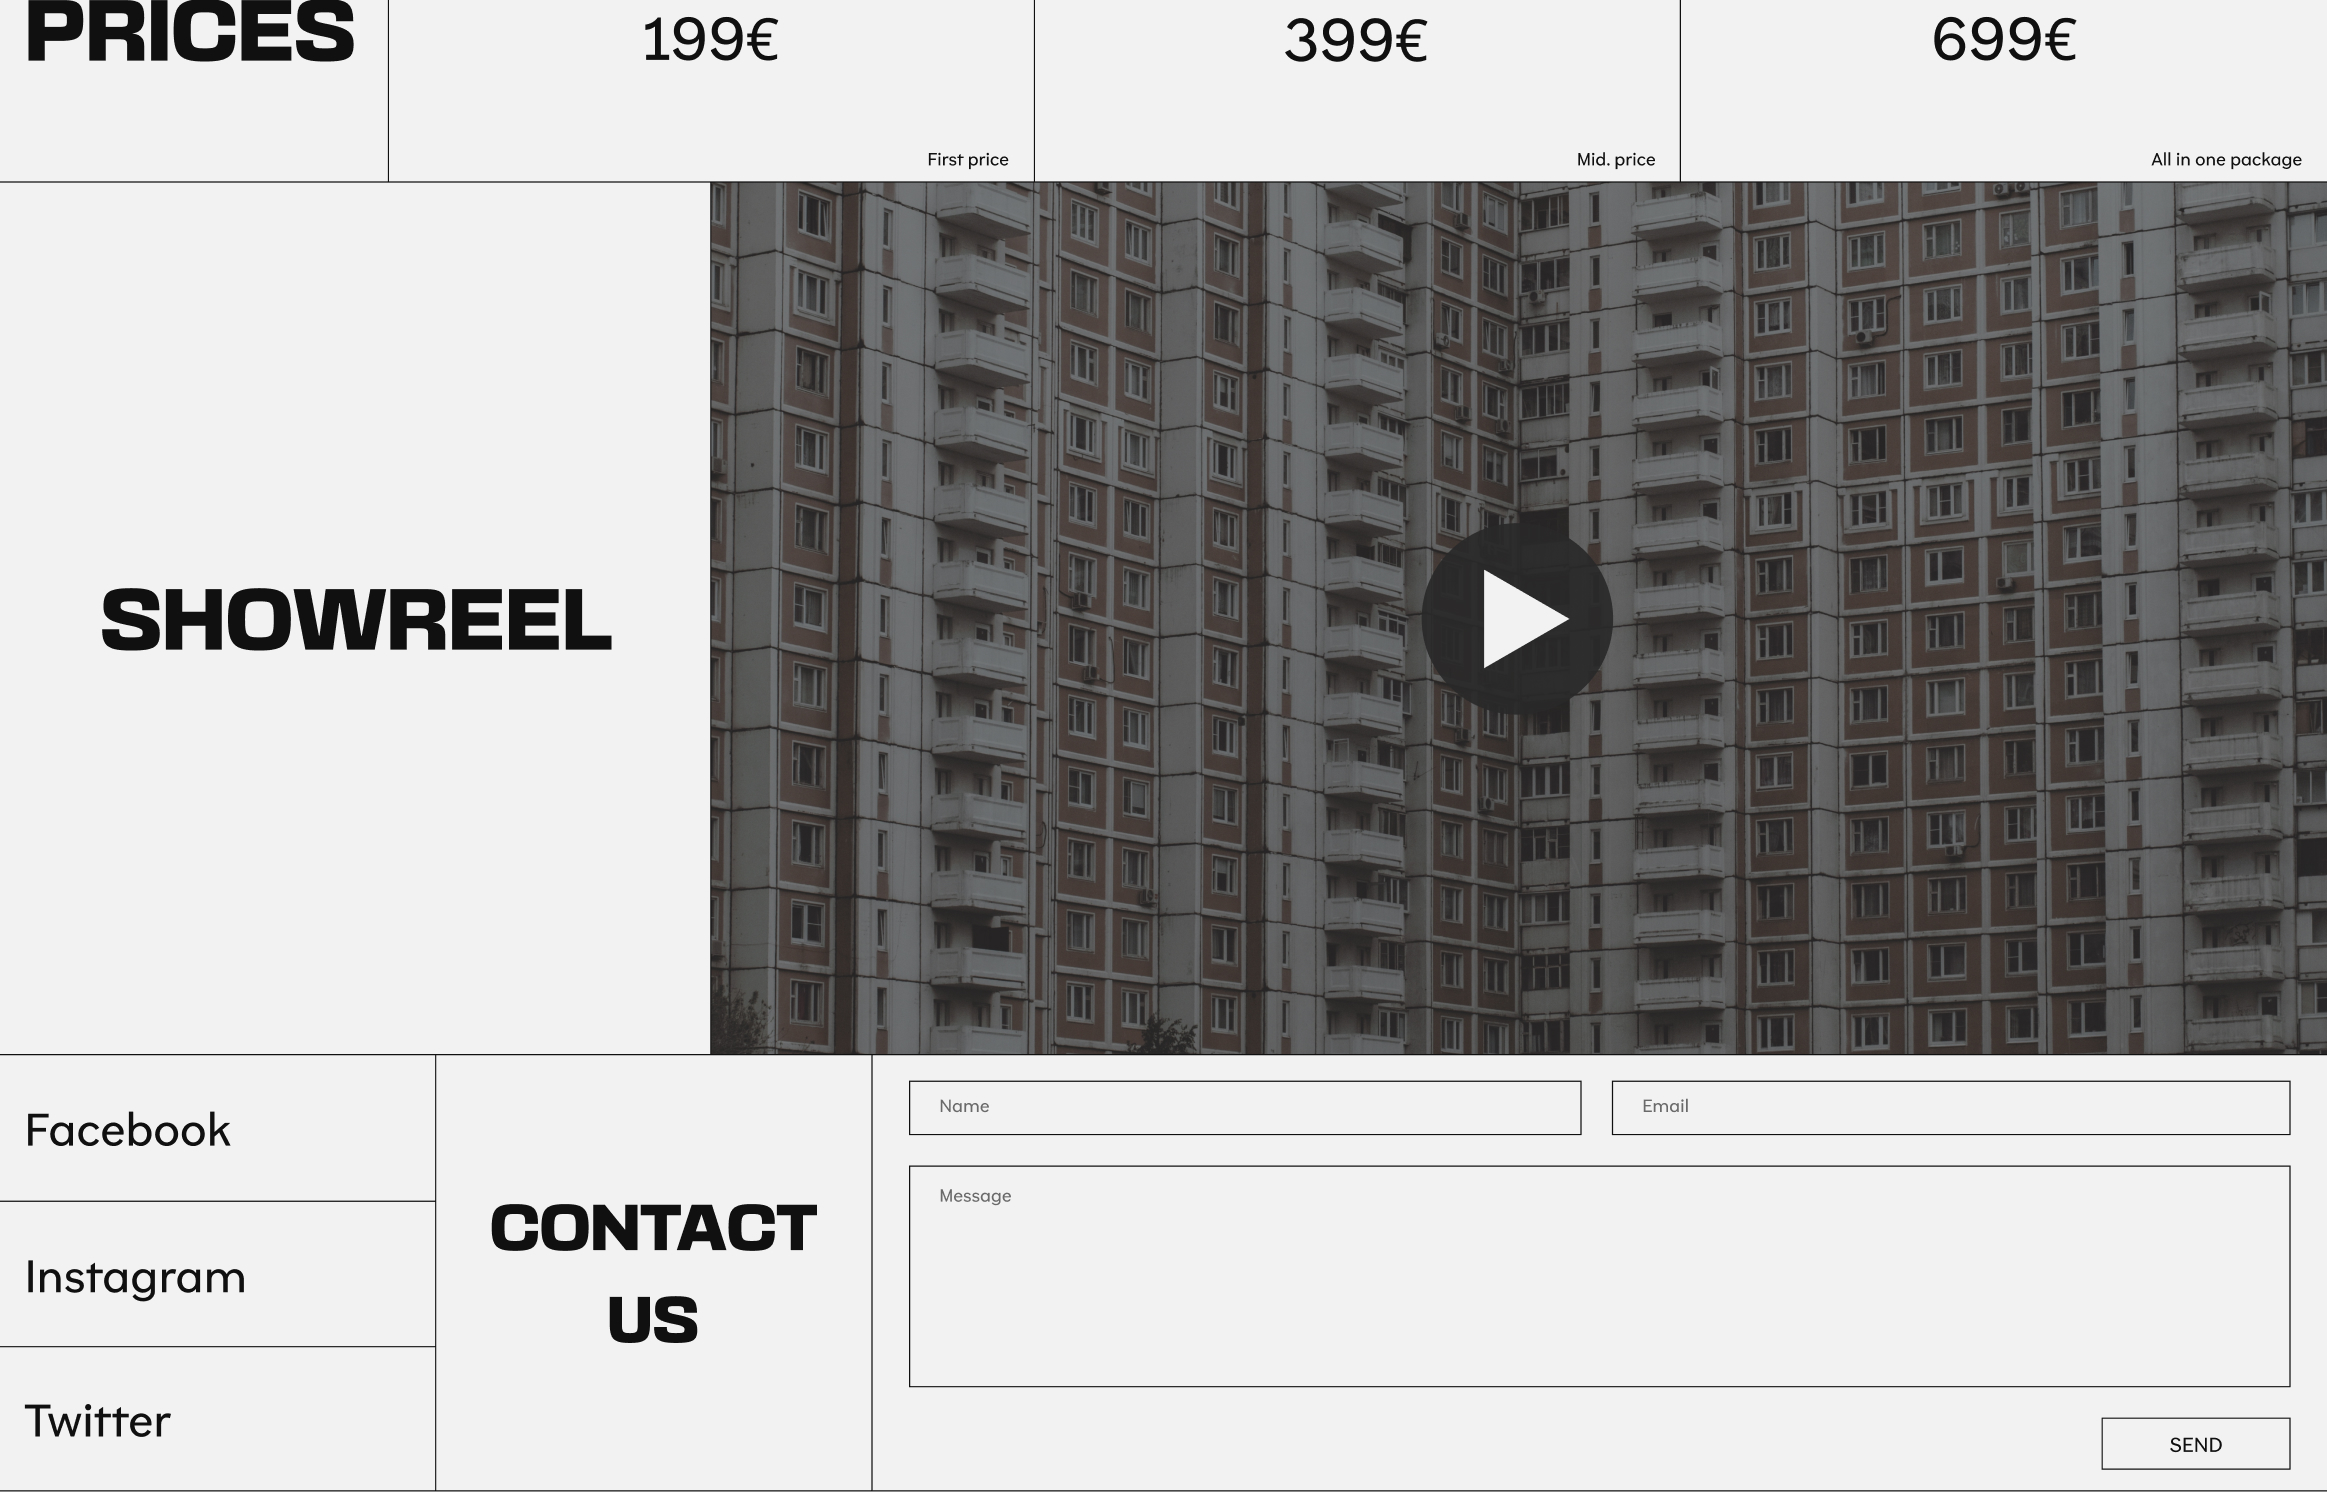 PRICES
199€
First price
399€
Mid. price
699€
All in one package
SHOWREEL
Facebook
Instagram
Twitter
CONTACT
US
Name
Email
Message
SEND